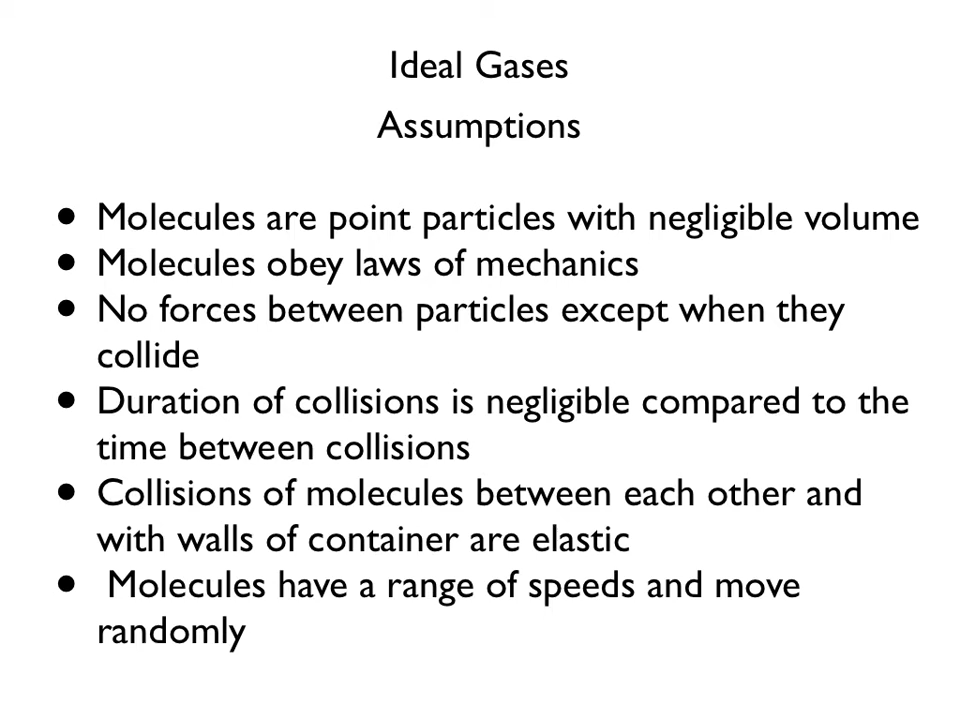 Ideal Gases
Assumptions
• Molecules are point particles with negligible volume
• Molecules obey laws of mechanics
• No forces between particles except when they
collide
• Duration of collisions is negligible compared to the
time between collisions
• Collisions of molecules between each other and
with walls of container are elastic
• Molecules have a range of speeds and move
randomly